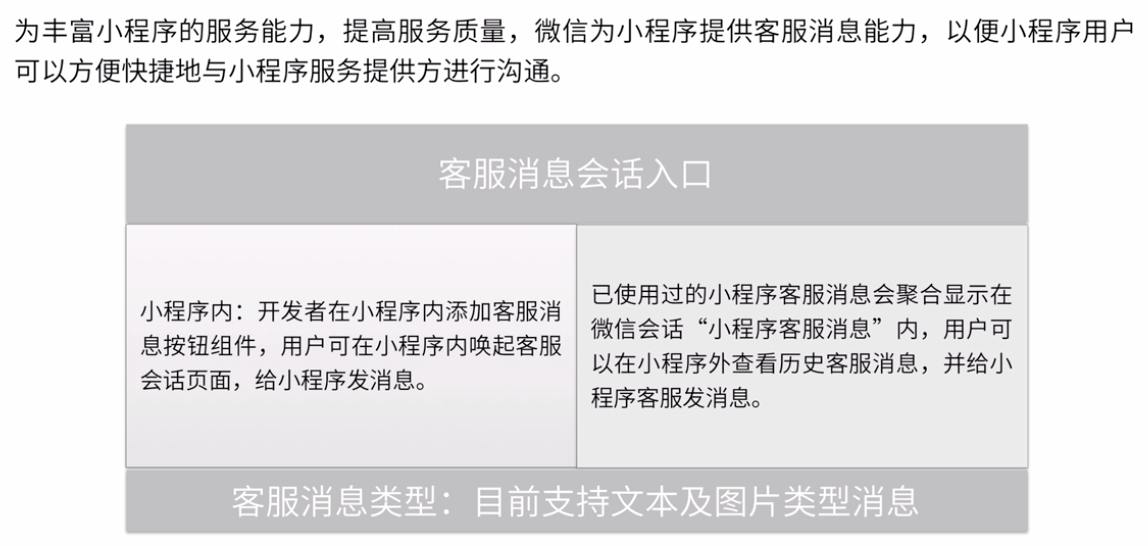 为丰富小程序的服务能力，提高服务质量，微信为小程序提供客服消息能力，以便小程序用户
可以方便快捷地与小程序服务提供方进行沟通。
客服消息会话入口
小程序内：开发者在小程序内添加客服消
息按钮组件，用户可在小程序内唤起客服
会话页面，给小程序发消息。
已使用过的小程序客服消息会聚合显示在
微信会话“小程序客服消息”内，用户可
以在小程序外查看历史客服消息，并给小
程序客服发消息。
客服消息类型：目前支持文本及图片类型消息